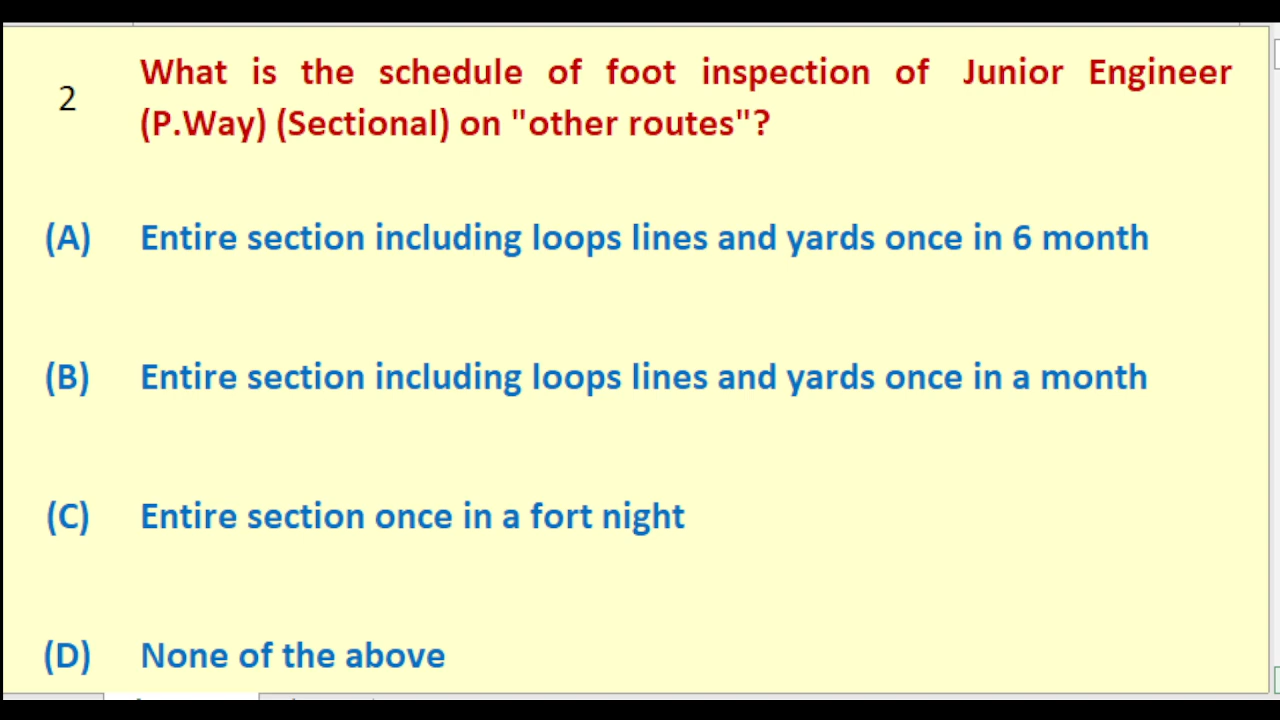 2 What is the schedule of foot inspection of Junior Engineer
(P.Way) (Sectional) on "other routes"?
(A) Entire section including loops lines and yards once in 6 month
(B) Entire section including loops lines and yards once in a month
(C) Entire section once in a fort night
(D) None of the above